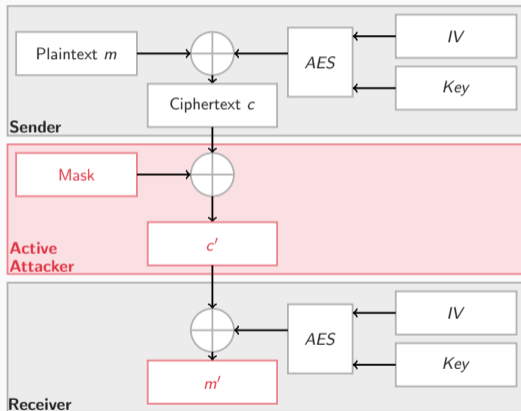 Plaintext m
AES
IV
Key
Ciphertext c
Sender
Mask
c′
Active
Attacker
AES
IV
Key
m′
Receiver